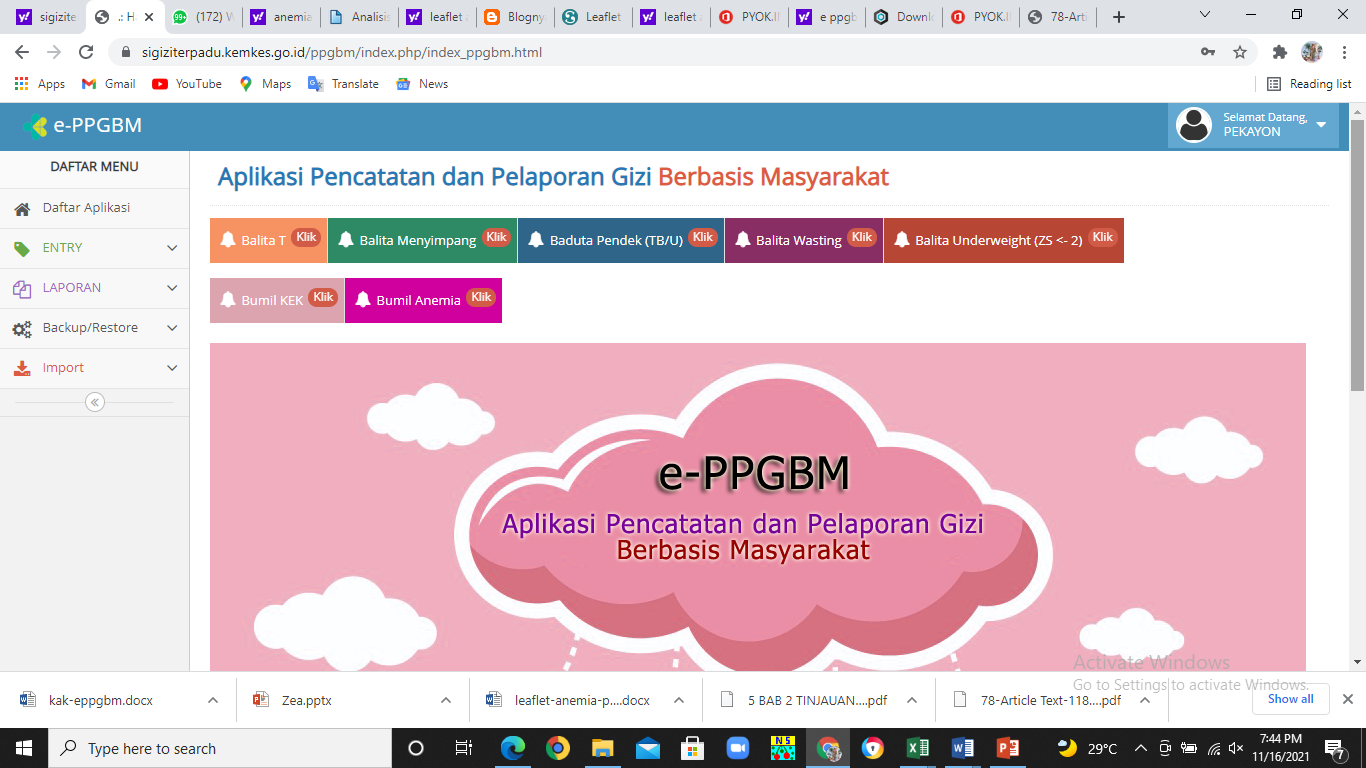 sigizite
.: H
99+
(172) W
anemia
Analisis
leaflet a
Blogny
Leaflet
leaflet a
PYOK.II
e ppgb
Downl
PYOK.II
78-Arti
sigiziterpadu.kemkes.go.id/ppgbm/index.php/index_ppgbm.html
Apps
Gmail
YouTube
Maps
Translate
News
Reading list
e-PPGBM
Selamat Datang,
PEKAYON
DAFTAR MENU
Daftar Aplikasi
ENTRY
LAPORAN
Backup/Restore
Import
Aplikasi Pencatatan dan Pelaporan Gizi Berbasis Masyarakat
Balita T Klik
Balita Menyimpang Klik
Baduta Pendek (TB/U) Klik
Balita Wasting Klik
Balita Underweight (ZS <- 2) Klik
Bumil KEK Klik
Bumil Anemia Klik
e-PPGBM
Aplikasi Pencatatan dan Pelaporan Gizi
Berbasis Masyarakat
Activate Windows
Go to Settings to activate Windows.
kak-eppgbm.docx
Zea.pptx
leaflet-anemia-p....docx
5 BAB 2 TINJAUAN....pdf
78-Article Text-118....pdf
Show all
Type here to search
N S
29°C
7:44 PM
11/16/2021
7